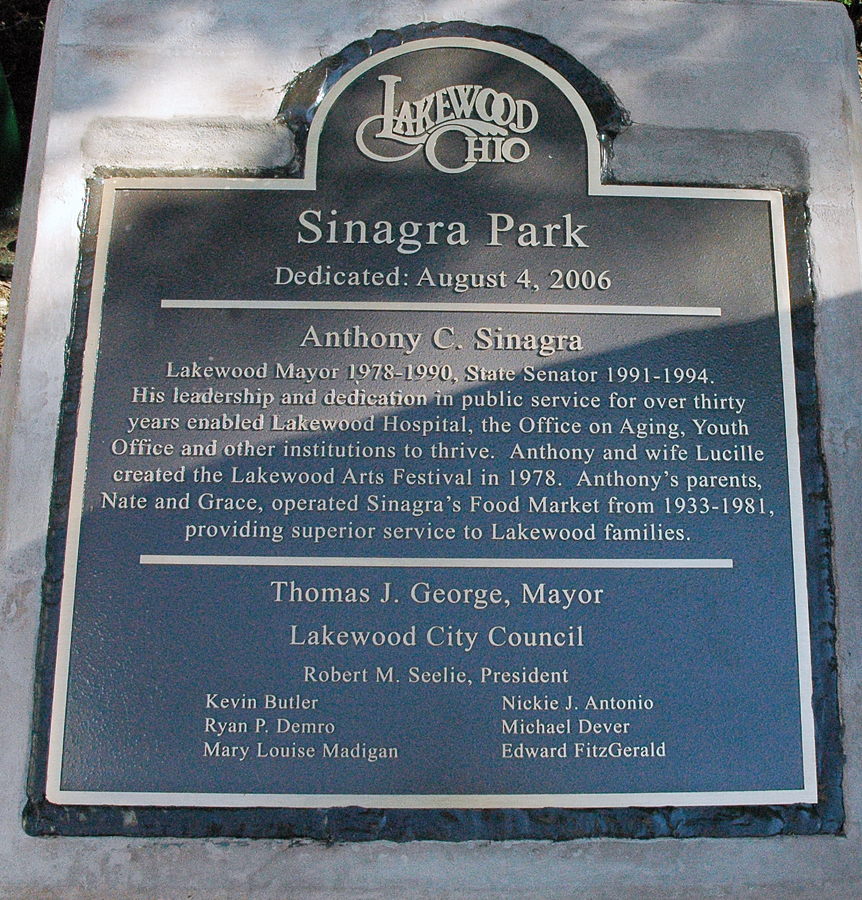 LAKEWOOD
OHIO
Sinagra Park
Dedicated: August 4, 2006
Anthony C. Sinagra
Lakewood Mayor 1978-1990, State Senator 1991-1994.
His leadership and dedication in public service for over thirty
years enabled Lakewood Hospital, the Office on Aging, Youth
Office and other institutions to thrive.  Anthony and wife Lucille
created the Lakewood Arts Festival in 1978.  Anthony's parents,
Nate and Grace, operated Sinagra's Food Market from 1933-1981,
providing superior service to Lakewood families.
Thomas J. George, Mayor
Lakewood City Council
Robert M. Seelie, President
Kevin Butler
Ryan P. Demro
Mary Louise Madigan
Nickie J. Antonio
Michael Dever
Edward FitzGerald